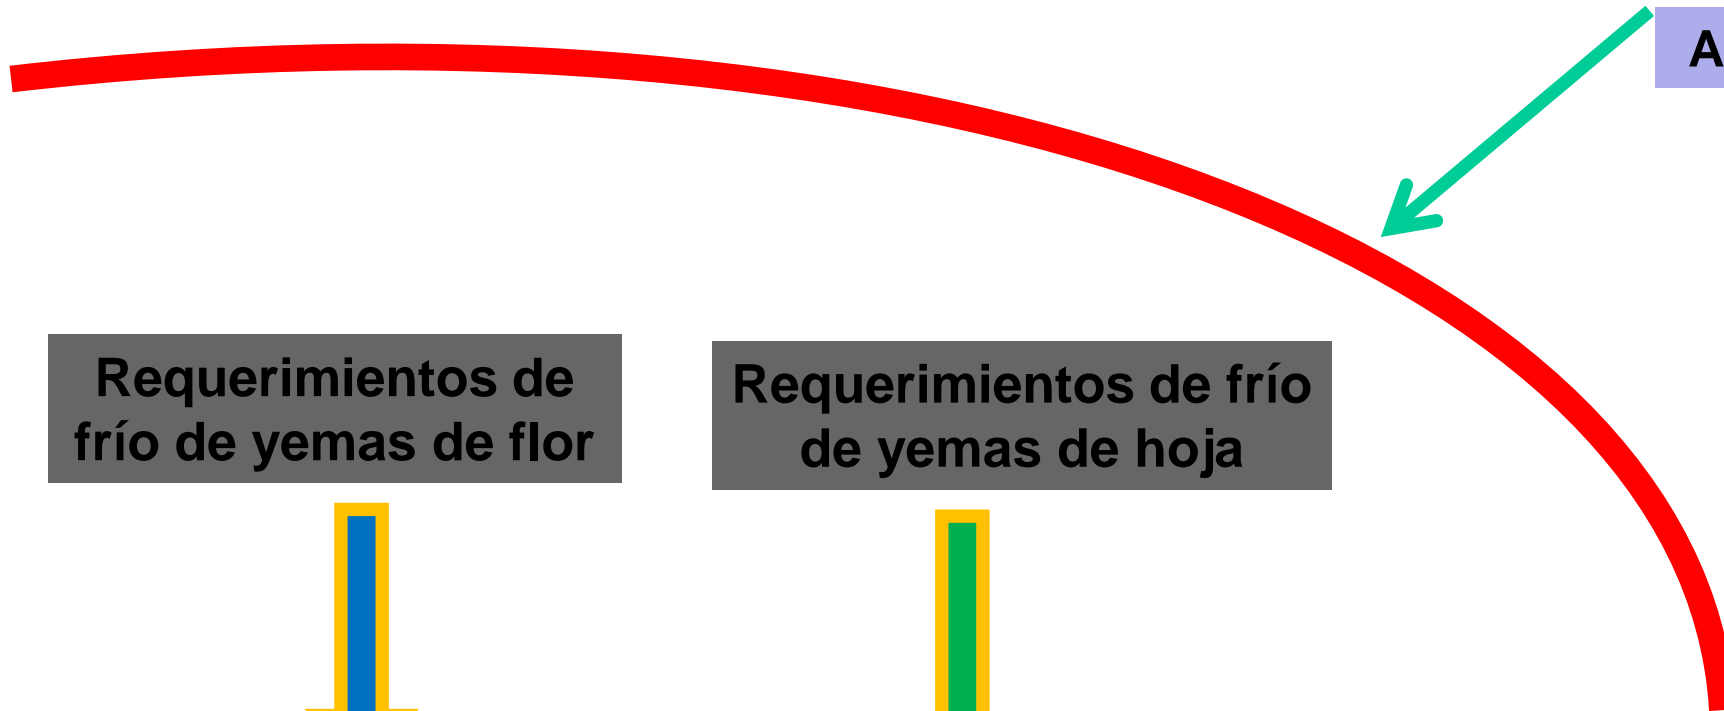 A
Requerimientos de
frío de yemas de flor
Requerimientos de frío
de yemas de hoja